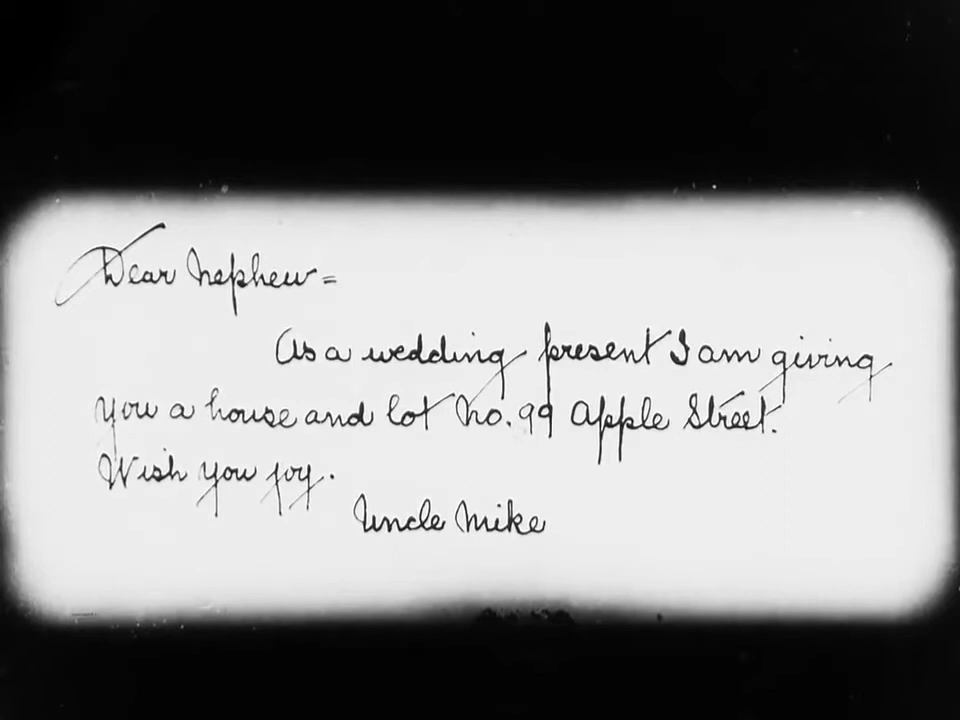 Dear Nephew =
As a wedding present I am giving
you a house and lot No. 99 Apple Street.
Wish you joy.
Uncle Mike